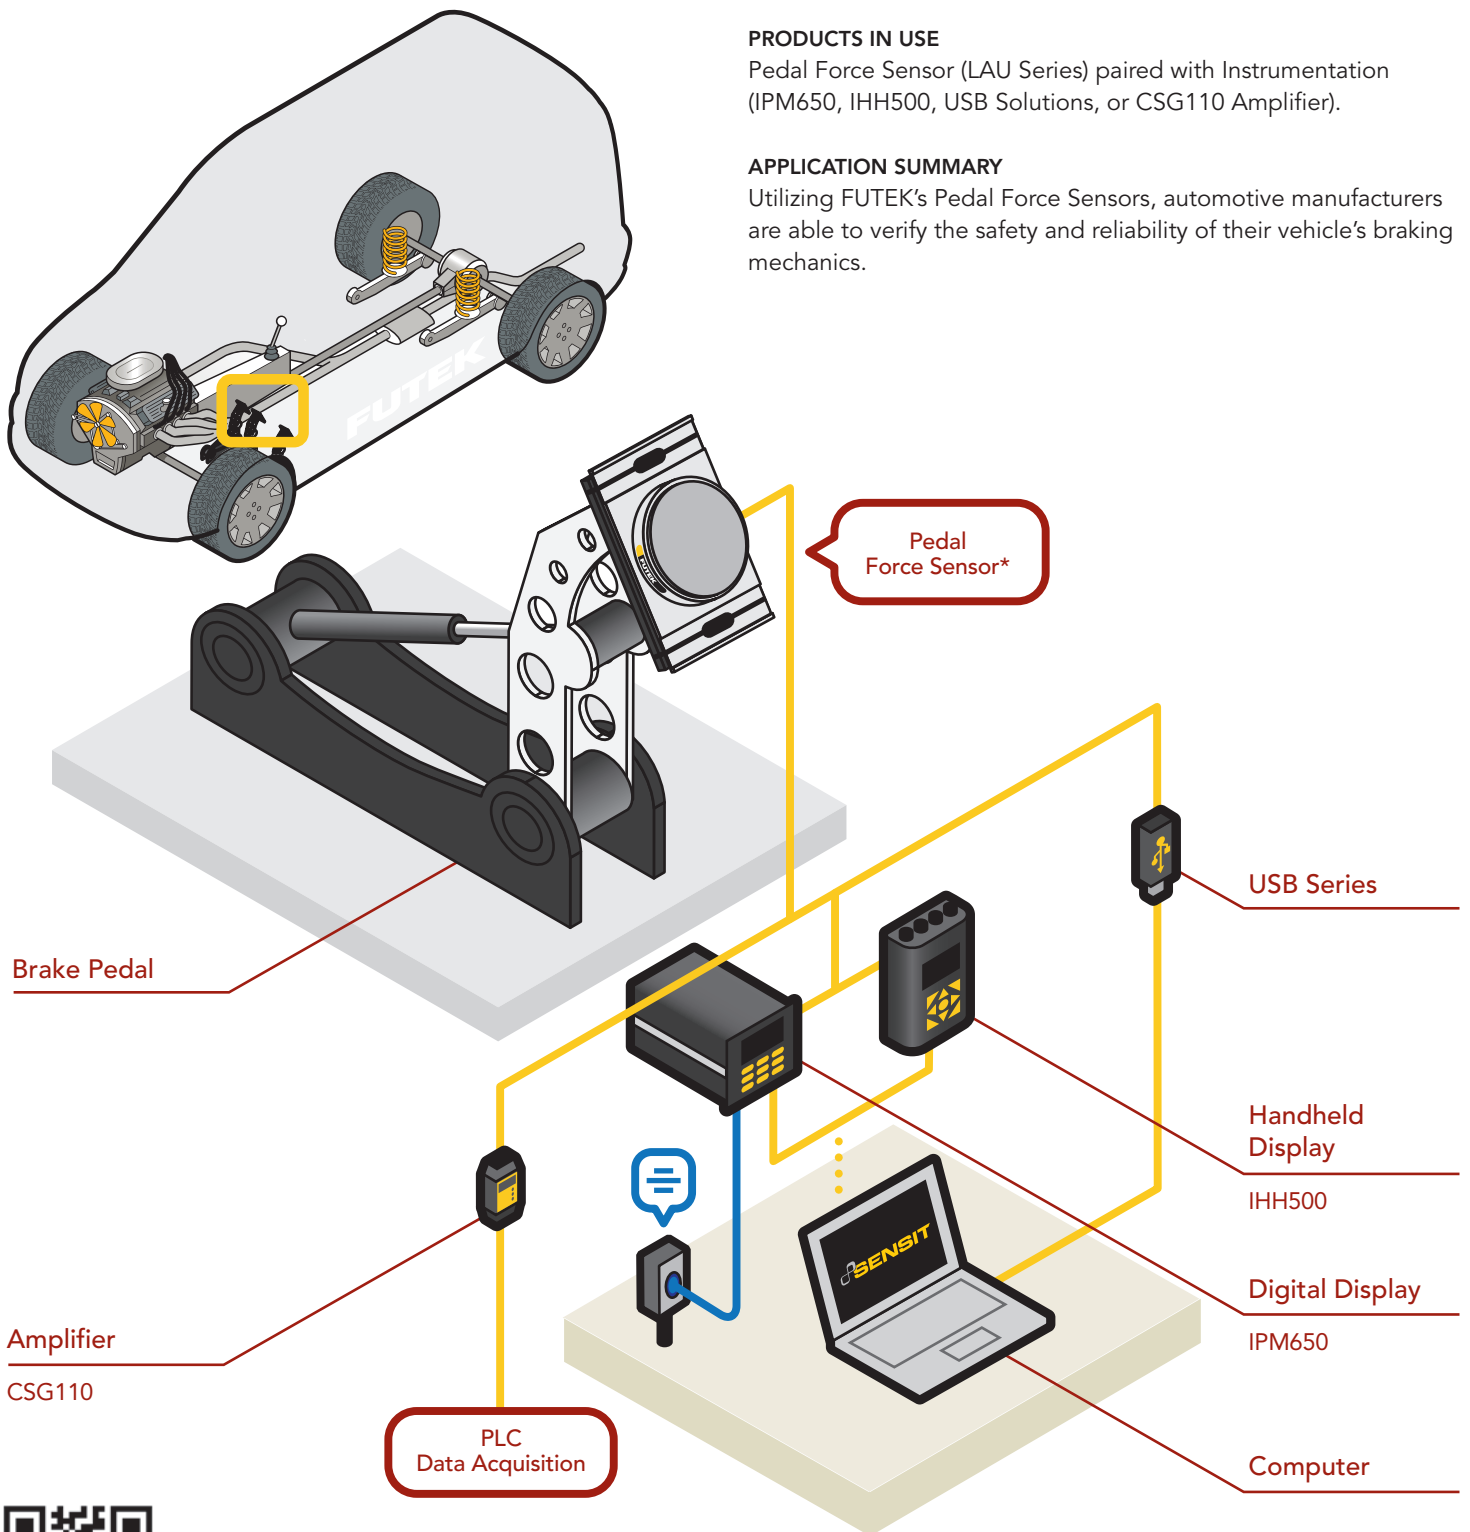 PRODUCTS IN USE
Pedal Force Sensor (LAU Series) paired with Instrumentation
(IPM650, IHH500, USB Solutions, or CSG110 Amplifier).
APPLICATION SUMMARY
Utilizing FUTEK's Pedal Force Sensors, automotive manufacturers
are able to verify the safety and reliability of their vehicle's braking
mechanics.
FUTEK
FUTEK
Pedal
Force Sensor*
USB Series
Brake Pedal
Handheld
Display
IHH500
SENSIT
Digital Display
IPM650
Amplifier
CSG110
PLC
Data Acquisition
Computer